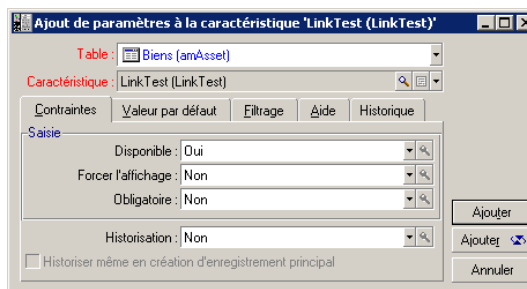 Ajout de paramètres à la caractéristique 'LinkTest (LinkTest)'
Table : Biens (amAsset)
Caractéristique : LinkTest (LinkTest)
Contraintes Valeur par défaut Filtrage Aide Historique
Saisie
Disponible : Oui
Forcer l'affichage : Non
Obligatoire : Non
Historisation : Non
Historiser même en création d'enregistrement principal
Ajouter
Ajouter
Annuler